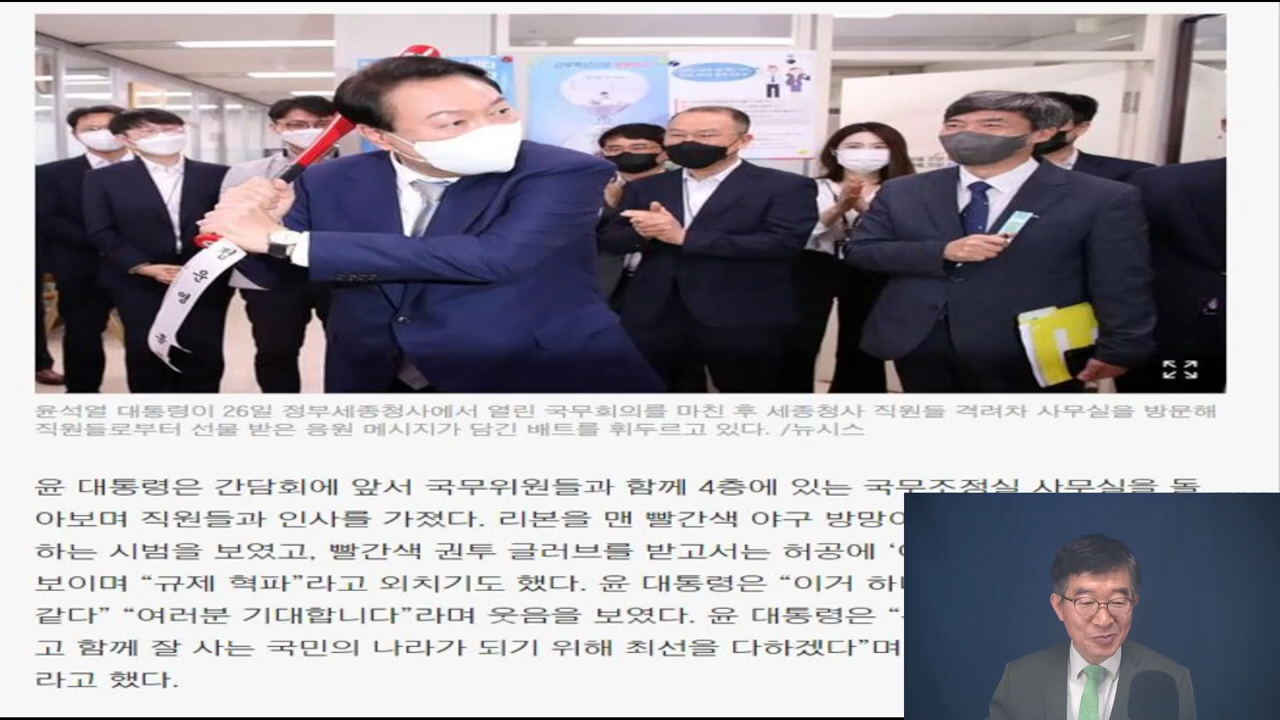 윤석열 대통령이 26일 정부세종청사에서 열린 국무회의를 마친 후 세종청사 직원들 격려차 사무실을 방문해
직원들로부터 선물 받은 응원 메시지가 담긴 배트를 휘두르고 있다. /뉴시스
윤 대통령은 간담회에 앞서 국무위원들과 함께 4층에 있는 국무조정실 사무실을 돌
아보며 직원들과 인사를 가졌다. 리본을 맨 빨간색 야구 방망이
하는 시범을 보였고, 빨간색 권투 글러브를 받고서는 허공에
보이며 “규제 혁파”라고 외치기도 했다. 윤 대통령은 “이거
같다” “여러분 기대합니다”라며 웃음을 보였다. 윤 대통령은
고 함께 잘 사는 국민의 나라가 되기 위해 최선을 다하겠다”며
라고 했다.